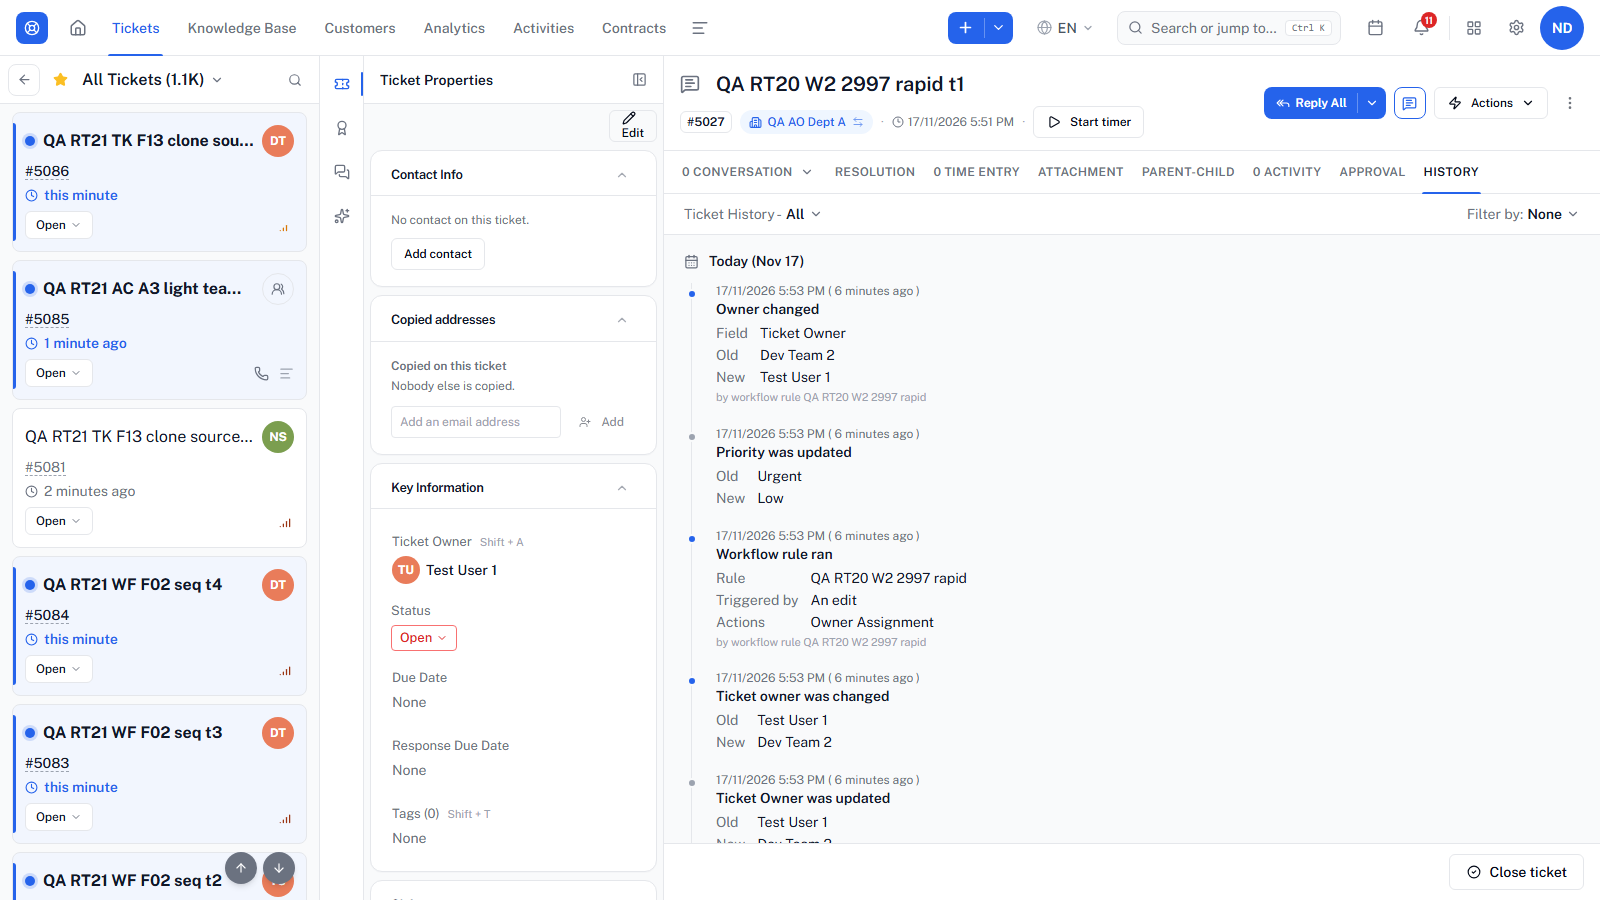 Tickets
Knowledge Base
Customers
Analytics
Activities
Contracts
EN
Search or jump to...
Ctrl K
11
ND
All Tickets (1.1K)
QA RT21 TK F13 clone sou...
DT
#5086
this minute
Open
QA RT21 AC A3 light tea...
#5085
1 minute ago
Open
QA RT21 TK F13 clone source...
NS
#5081
2 minutes ago
Open
QA RT21 WF F02 seq t4
DT
#5084
this minute
Open
QA RT21 WF F02 seq t3
DT
#5083
this minute
Open
QA RT21 WF F02 seq t2
Ticket Properties
Edit
Contact Info
No contact on this ticket.
Add contact
Copied addresses
Copied on this ticket
Nobody else is copied.
Add an email address
Add
Key Information
Ticket Owner Shift + A
TU Test User 1
Status
Open
Due Date
None
Response Due Date
None
Tags (0) Shift + T
None
QA RT20 W2 2997 rapid t1
#5027
QA AO Dept A
· 17/11/2026 5:51 PM ·
Start timer
Reply All
Actions
0 CONVERSATION
RESOLUTION
0 TIME ENTRY
ATTACHMENT
PARENT-CHILD
0 ACTIVITY
APPROVAL
HISTORY
Ticket History - All
Filter by: None
Today (Nov 17)
17/11/2026 5:53 PM ( 6 minutes ago )
Owner changed
Field Ticket Owner
Old Dev Team 2
New Test User 1
by workflow rule QA RT20 W2 2997 rapid
17/11/2026 5:53 PM ( 6 minutes ago )
Priority was updated
Old Urgent
New Low
17/11/2026 5:53 PM ( 6 minutes ago )
Workflow rule ran
Rule QA RT20 W2 2997 rapid
Triggered by An edit
Actions Owner Assignment
by workflow rule QA RT20 W2 2997 rapid
17/11/2026 5:53 PM ( 6 minutes ago )
Ticket owner was changed
Old Test User 1
New Dev Team 2
17/11/2026 5:53 PM ( 6 minutes ago )
Ticket Owner was updated
Old Test User 1
New Dev Team 2
Close ticket